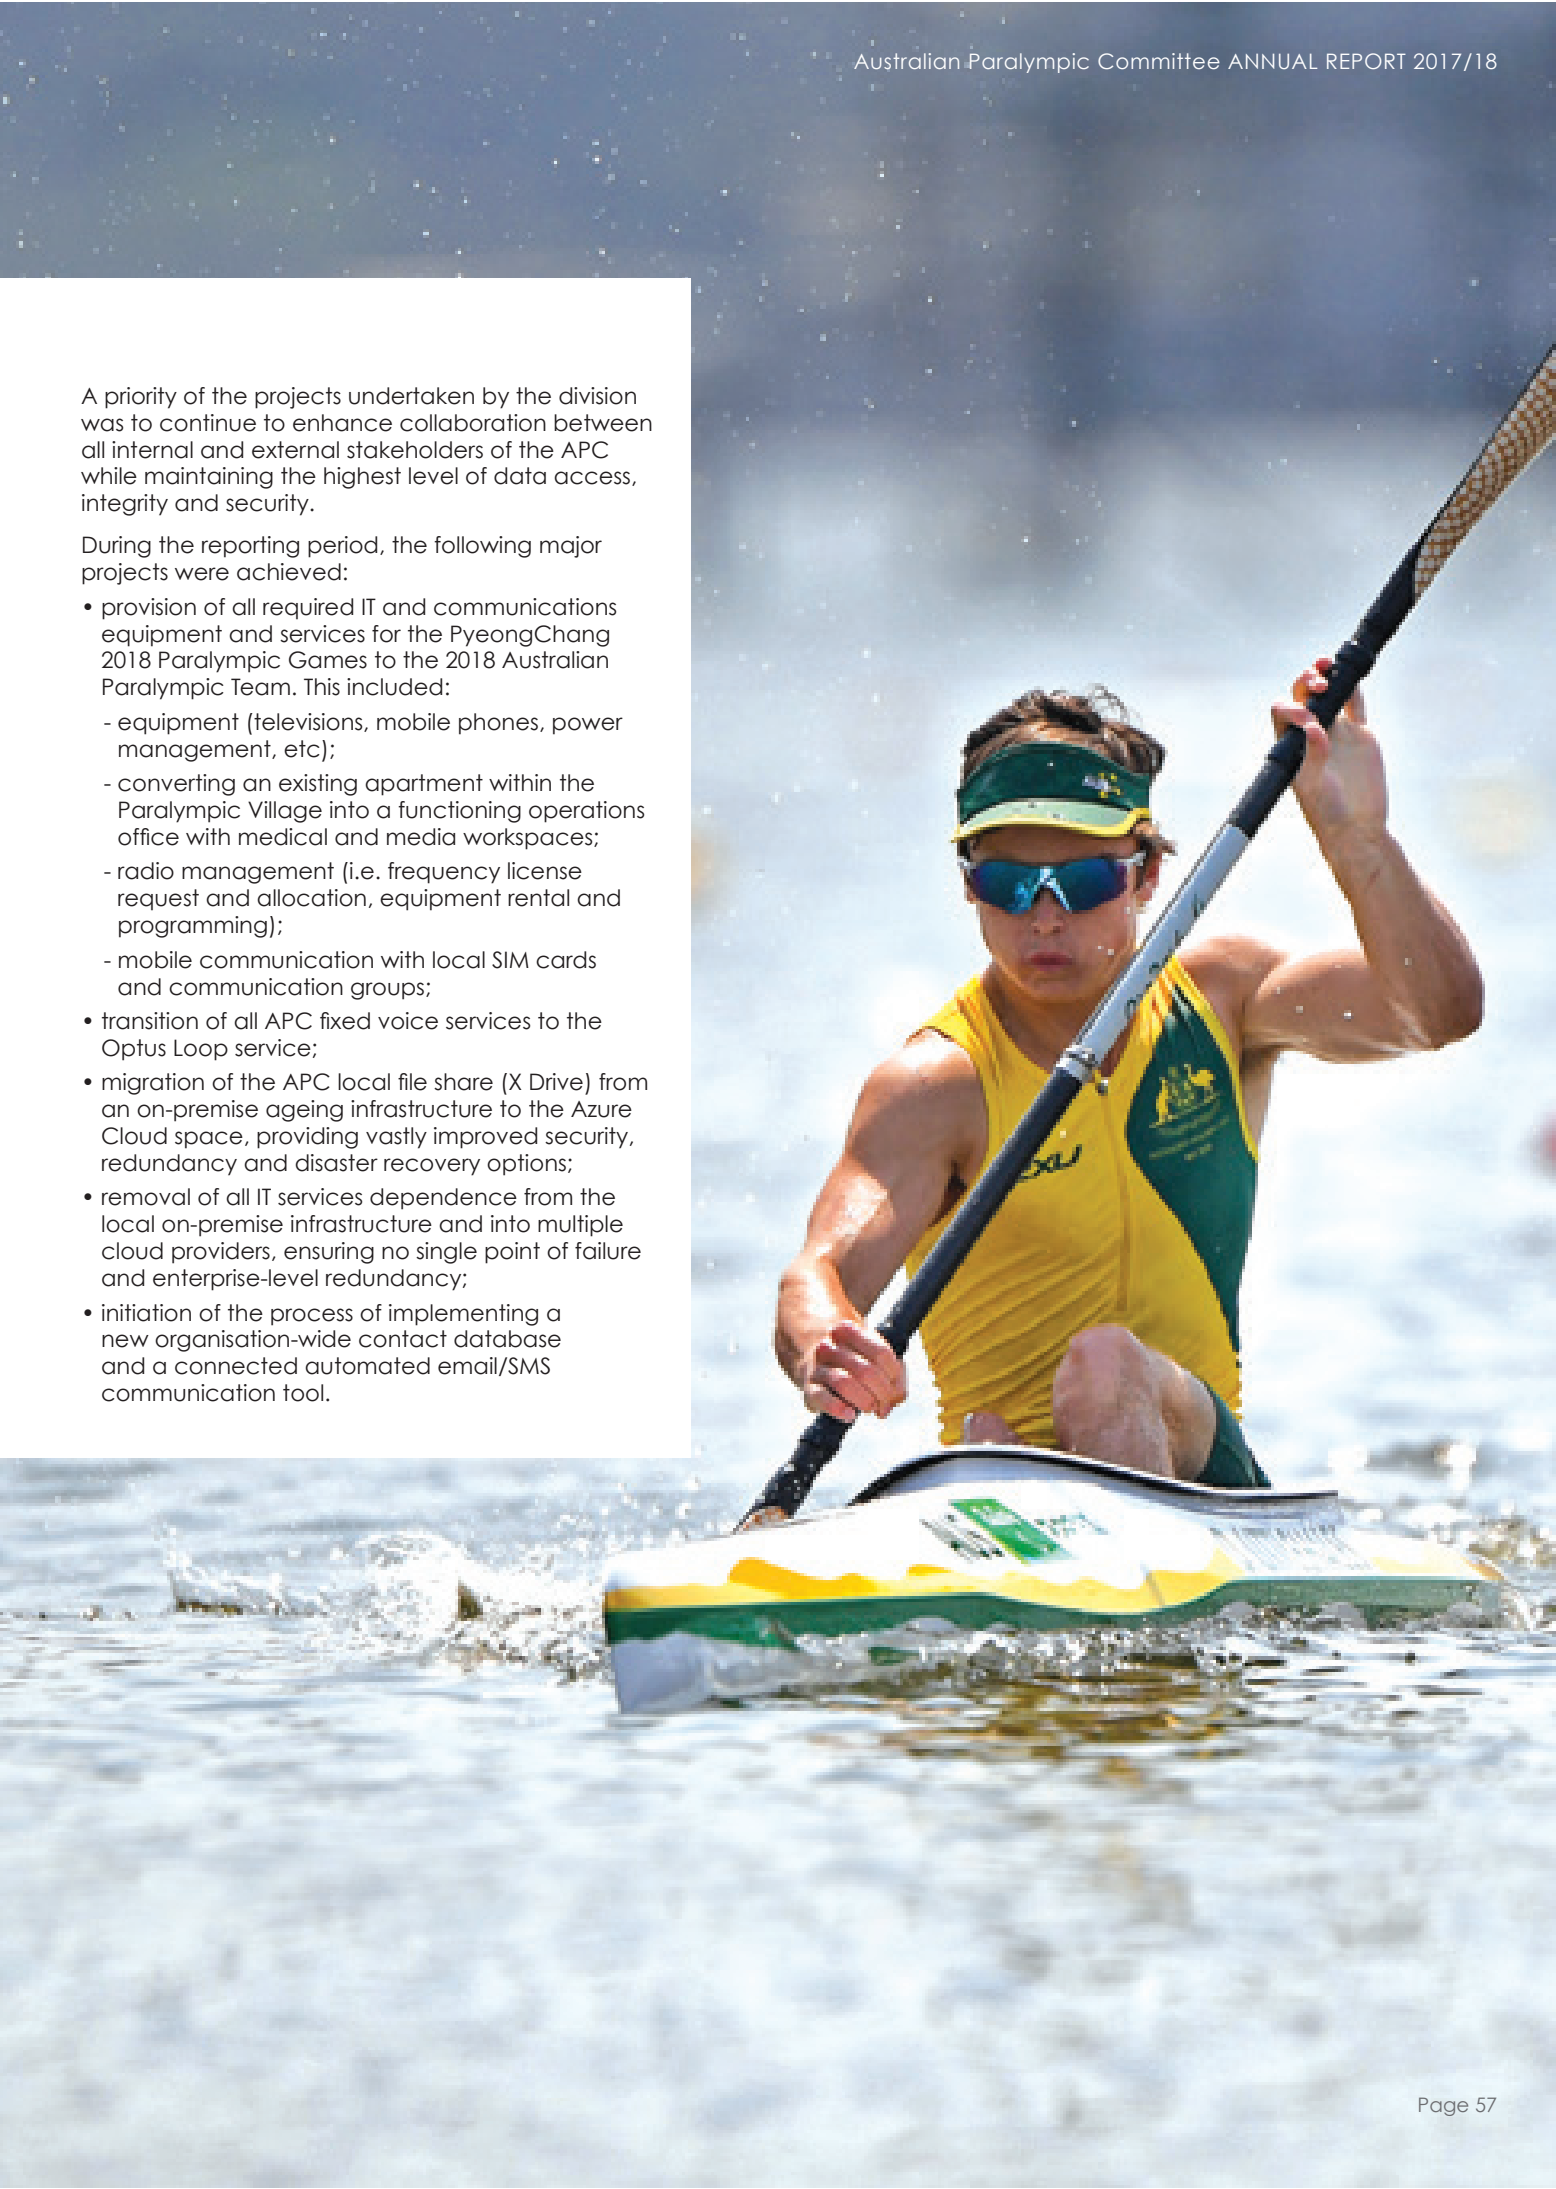 Australian Paralympic Committee ANNUAL REPORT 2017/18
A priority of the projects undertaken by the division
was to continue to enhance collaboration between
all internal and external stakeholders of the APC
while maintaining the highest level of data access,
integrity and security.
During the reporting period, the following major
projects were achieved:
• provision of all required IT and communications
equipment and services for the PyeongChang
2018 Paralympic Games to the 2018 Australian
Paralympic Team. This included:
- equipment (televisions, mobile phones, power
management, etc);
- converting an existing apartment within the
Paralympic Village into a functioning operations
office with medical and media workspaces;
- radio management (i.e. frequency license
request and allocation, equipment rental and
programming);
- mobile communication with local SIM cards
and communication groups;
• transition of all APC fixed voice services to the
Optus Loop service;
• migration of the APC local file share (X Drive) from
an on-premise ageing infrastructure to the Azure
Cloud space, providing vastly improved security,
redundancy and disaster recovery options;
• removal of all IT services dependence from the
local on-premise infrastructure and into multiple
cloud providers, ensuring no single point of failure
and enterprise-level redundancy;
• initiation of the process of implementing a
new organisation-wide contact database
and a connected automated email/SMS
communication tool.
Page 57